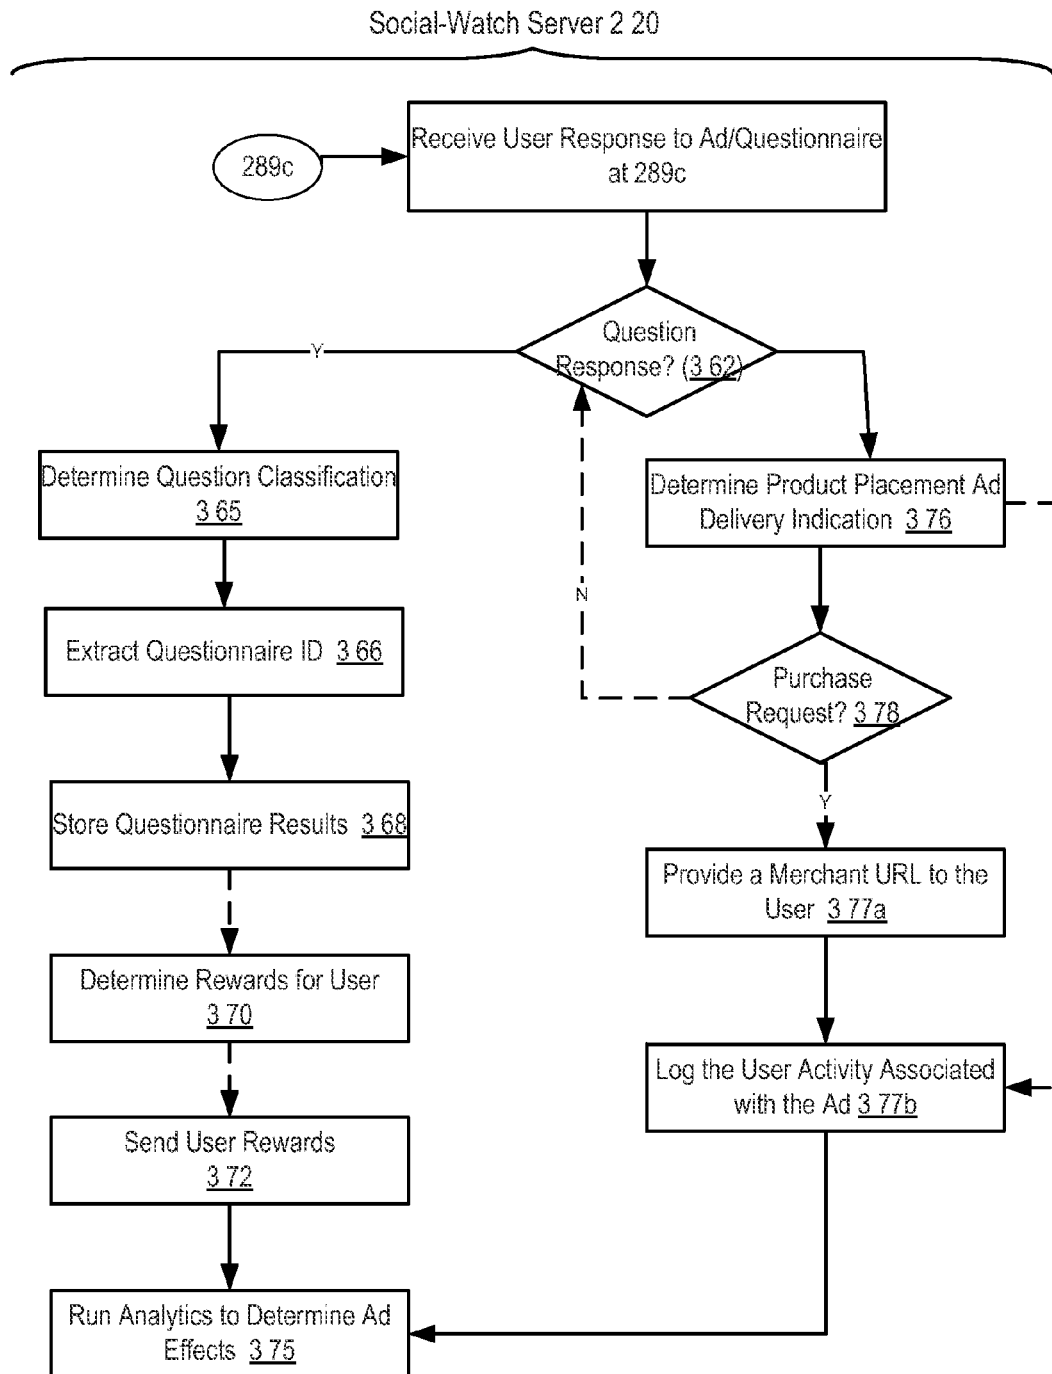 Social-Watch Server 2 20
289c
Receive User Response to Ad/Questionnaire
at 289c
Question
Response? (3 62)
Y
Determine Question Classification
3 65
Determine Product Placement Ad
Delivery Indication 3 76
N
Extract Questionnaire ID 3 66
Purchase
Request? 3 78
Y
Store Questionnaire Results 3 68
Provide a Merchant URL to the
User 3 77a
Determine Rewards for User
3 70
Log the User Activity Associated
with the Ad 3 77b
Send User Rewards
3 72
Run Analytics to Determine Ad
Effects 3 75